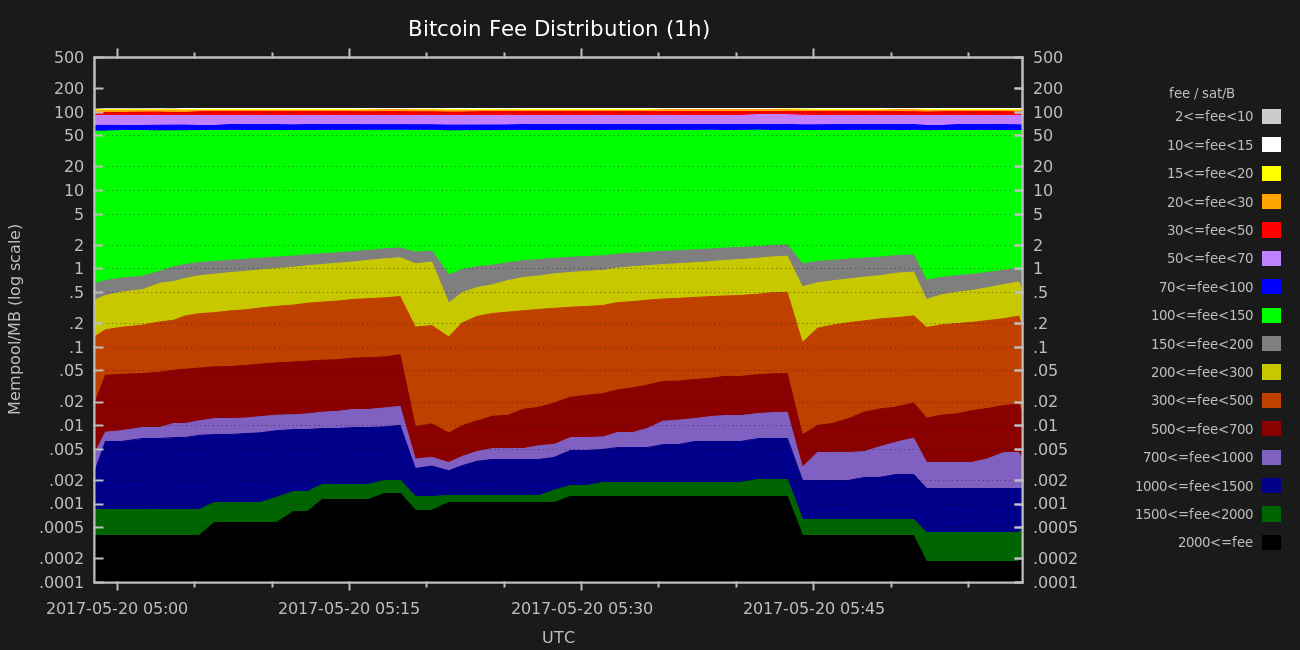 Bitcoin Fee Distribution (1h)
Mempool/MB (log scale)
500
200
100
50
20
10
5
2
1
.5
.2
.1
.05
.02
.01
.005
.002
.001
.0005
.0002
.0001
500
200
100
50
20
10
5
2
1
.5
.2
.1
.05
.02
.01
.005
.002
.001
.0005
.0002
.0001
2017-05-20 05:00 2017-05-20 05:15 2017-05-20 05:30 2017-05-20 05:45
UTC
fee / sat/B
2<=fee<10
10<=fee<15
15<=fee<20
20<=fee<30
30<=fee<50
50<=fee<70
70<=fee<100
100<=fee<150
150<=fee<200
200<=fee<300
300<=fee<500
500<=fee<700
700<=fee<1000
1000<=fee<1500
1500<=fee<2000
2000<=fee